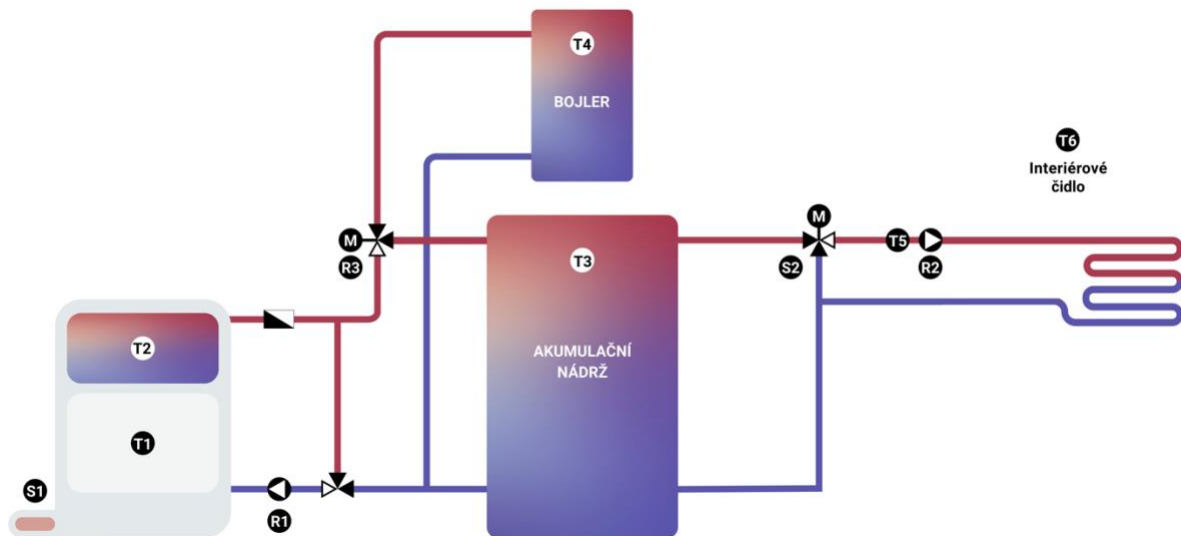 T4
BOJLER
T6
Interiérové
čidlo
M
M
T5
R3
T3
S2
R2
T2
AKUMULAČNÍ
NÁDRŽ
T1
S1
R1